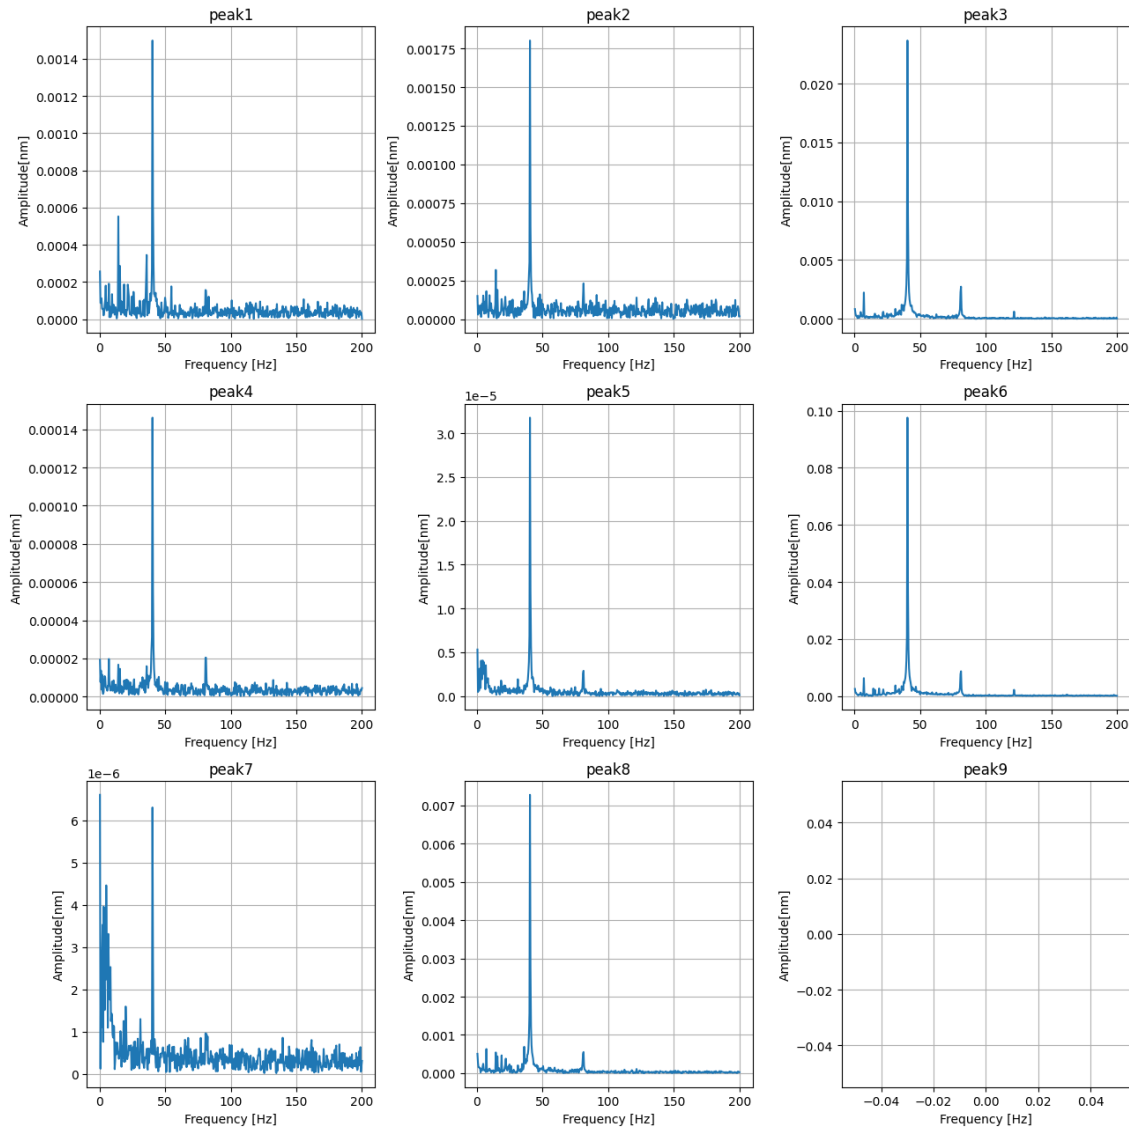 peak1
0.0014
0.0012
0.0010
0.0008
0.0006
0.0004
0.0002
0.0000
Amplitude[nm]
0 50 100 150 200
Frequency [Hz]
peak2
0.00175
0.00150
0.00125
0.00100
0.00075
0.00050
0.00025
0.00000
Amplitude[nm]
0 50 100 150 200
Frequency [Hz]
peak3
0.020
0.015
0.010
0.005
0.000
Amplitude[nm]
0 50 100 150 200
Frequency [Hz]
peak4
0.00014
0.00012
0.00010
0.00008
0.00006
0.00004
0.00002
0.00000
Amplitude[nm]
0 50 100 150 200
Frequency [Hz]
peak5
1e−5
3.0
2.5
2.0
1.5
1.0
0.5
0.0
Amplitude[nm]
0 50 100 150 200
Frequency [Hz]
peak6
0.10
0.08
0.06
0.04
0.02
0.00
Amplitude[nm]
0 50 100 150 200
Frequency [Hz]
peak7
1e−6
6
5
4
3
2
1
0
Amplitude[nm]
0 50 100 150 200
Frequency [Hz]
peak8
0.007
0.006
0.005
0.004
0.003
0.002
0.001
0.000
Amplitude[nm]
0 50 100 150 200
Frequency [Hz]
peak9
0.04
0.02
0.00
−0.02
−0.04
Amplitude[nm]
−0.04 −0.02 0.00 0.02 0.04
Frequency [Hz]